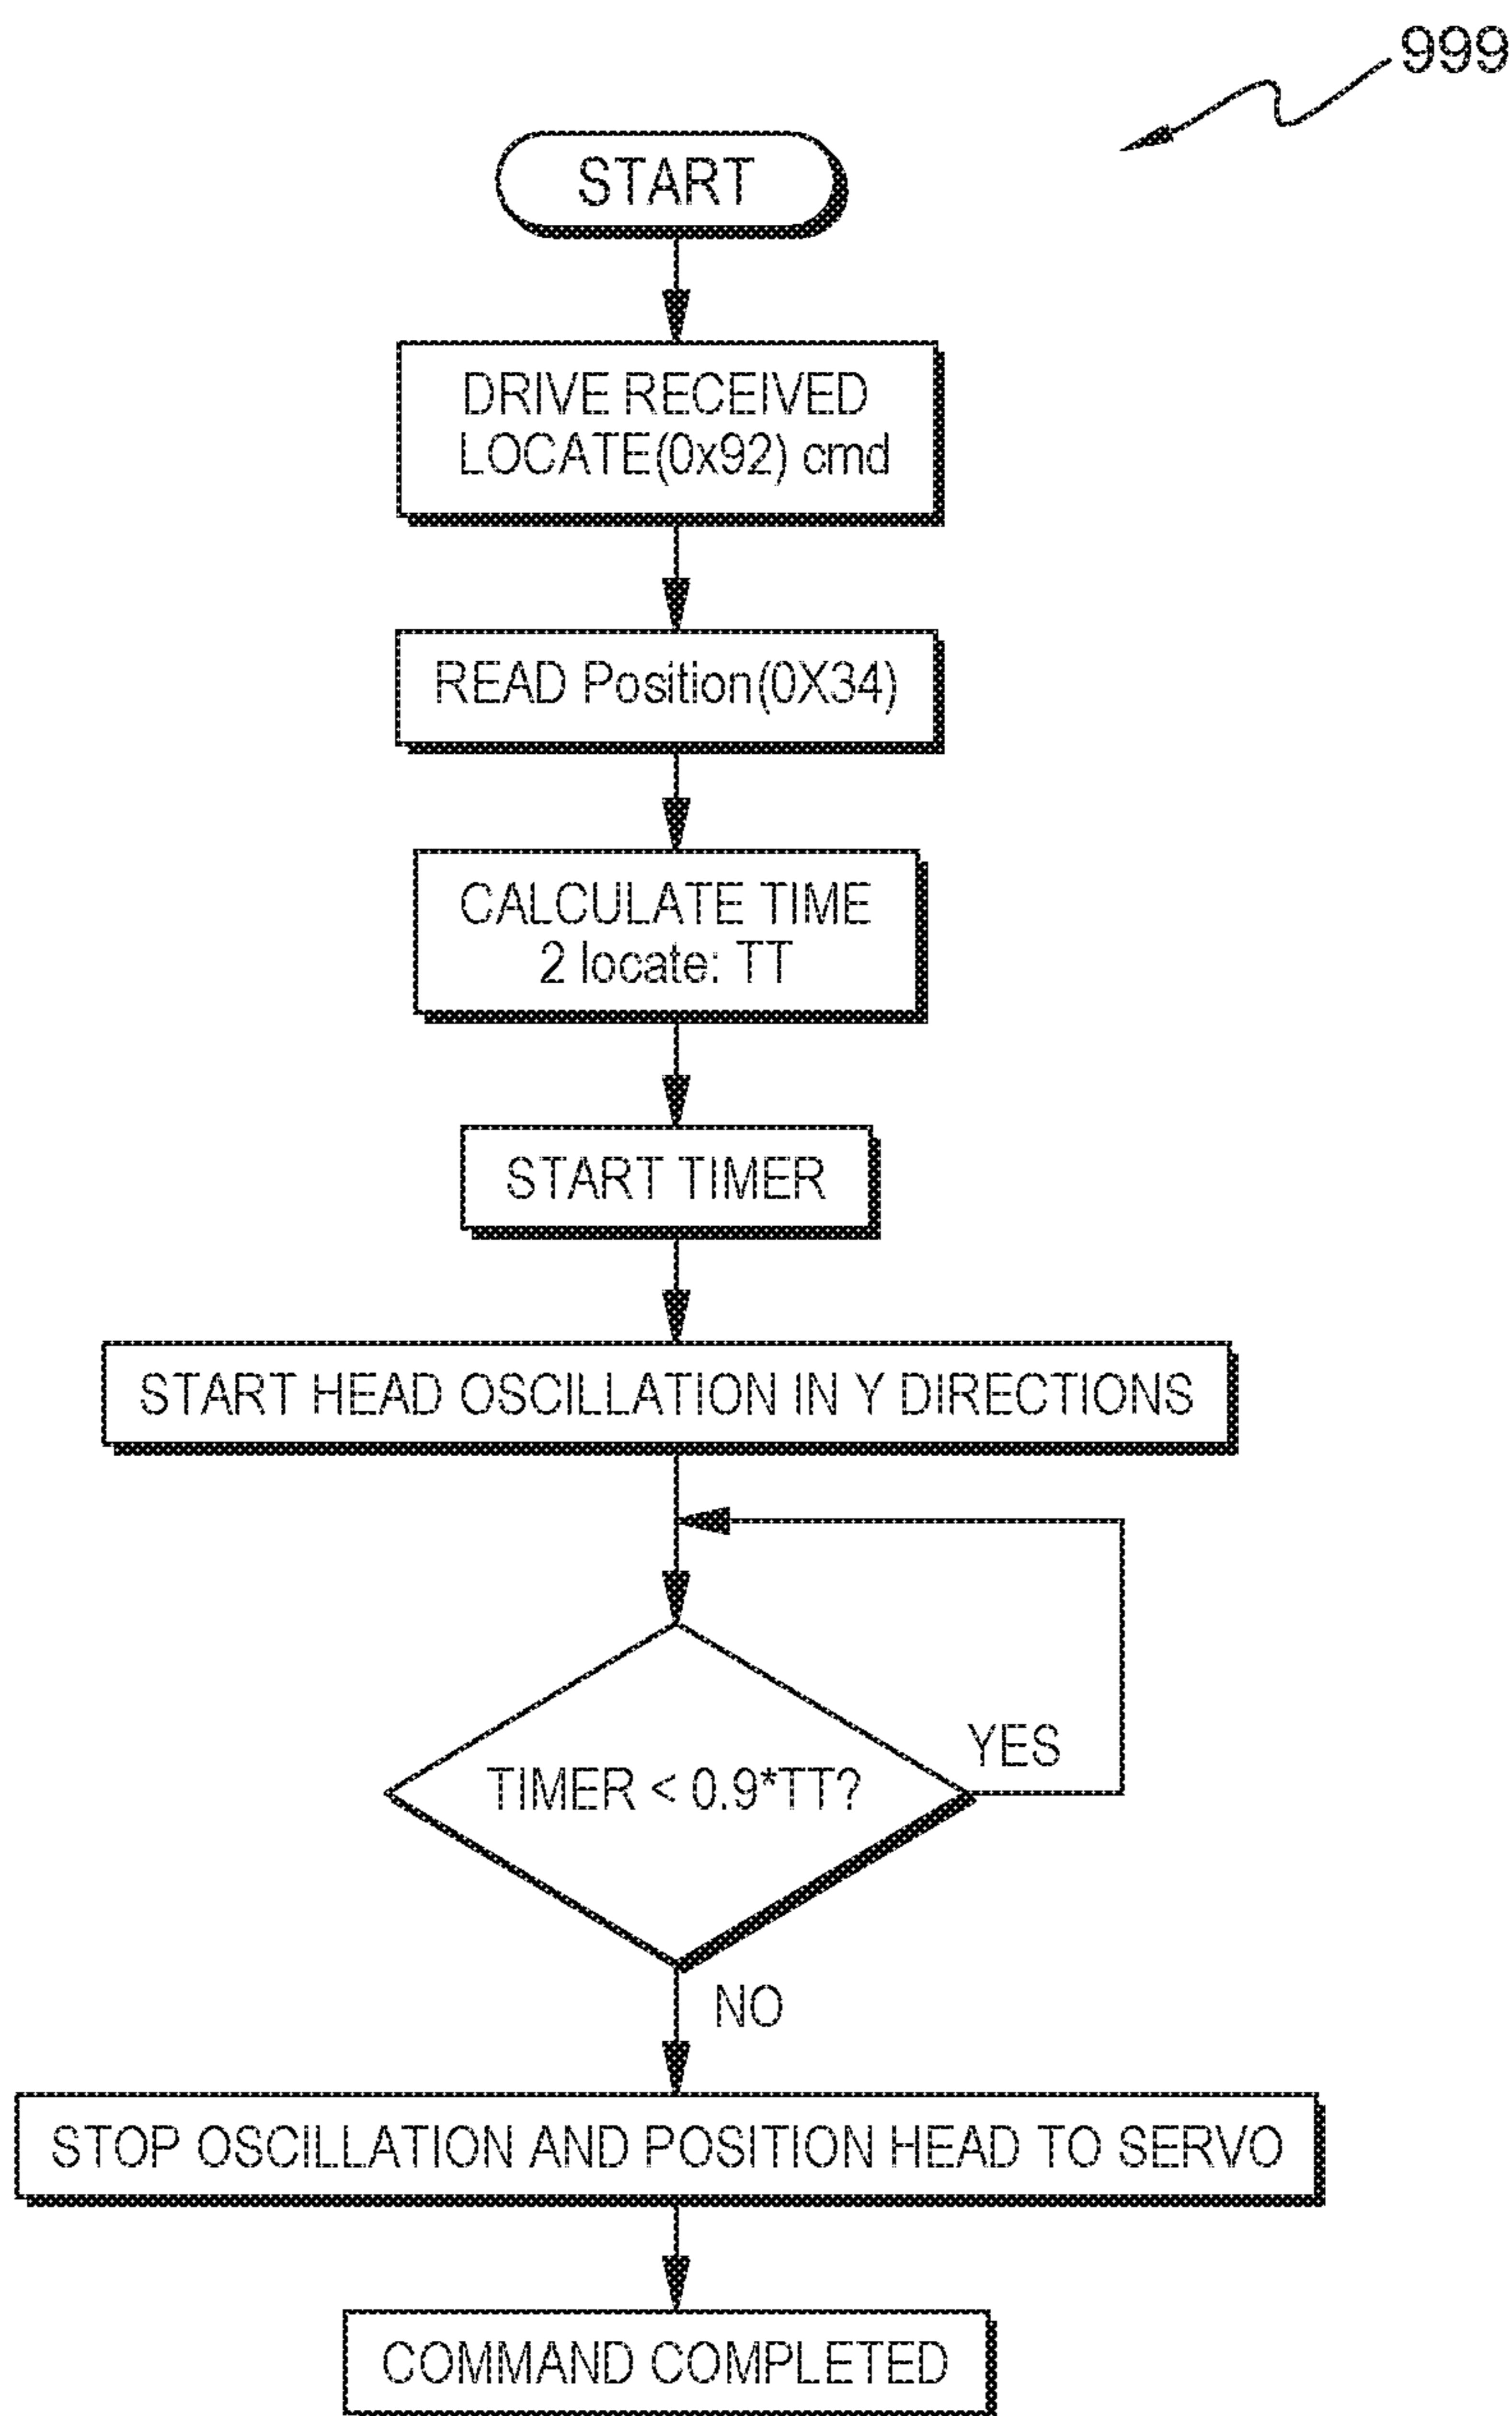 999
START
DRIVE RECEIVED
LOCATE(0x92) cmd
READ Position(0X34)
CALCULATE TIME
2 locate: TT
START TIMER
START HEAD OSCILLATION IN Y DIRECTIONS
YES
TIMER < 0.9*TT?
NO
STOP OSCILLATION AND POSITION HEAD TO SERVO
COMMAND COMPLETED